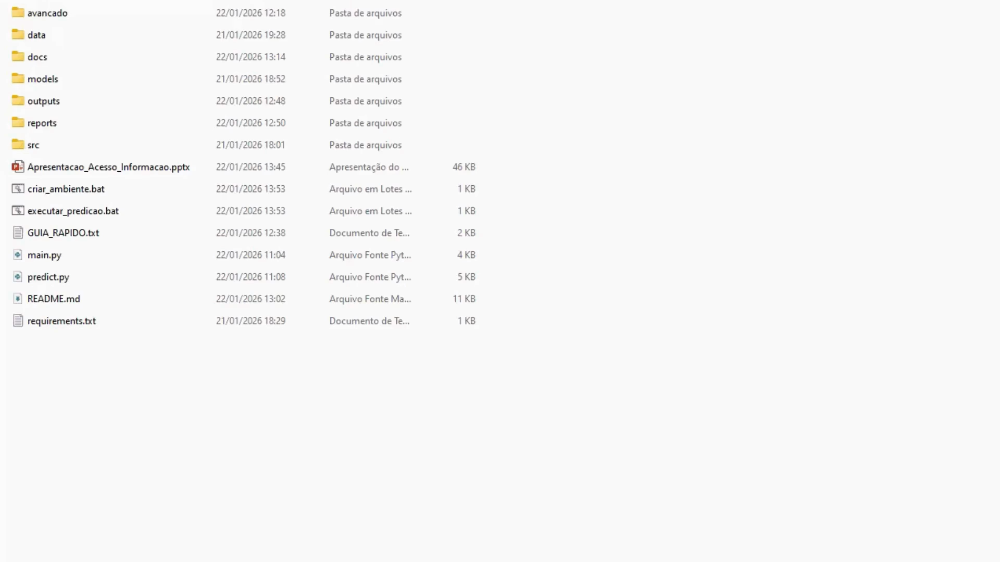 avancado 22/01/2026 12:18 Pasta de arquivos
data 21/01/2026 19:28 Pasta de arquivos
docs 22/01/2026 13:14 Pasta de arquivos
models 21/01/2026 18:52 Pasta de arquivos
outputs 22/01/2026 12:48 Pasta de arquivos
reports 22/01/2026 12:50 Pasta de arquivos
src 21/01/2026 18:01 Pasta de arquivos
Apresentacao_Acesso_Informacao.pptx 22/01/2026 13:45 Apresentação do ... 46 KB
criar_ambiente.bat 22/01/2026 13:53 Arquivo em Lotes ... 1 KB
executar_predicao.bat 22/01/2026 13:53 Arquivo em Lotes ... 1 KB
GUIA_RAPIDO.txt 22/01/2026 12:38 Documento de Te... 2 KB
main.py 22/01/2026 11:04 Arquivo Fonte Pyt... 4 KB
predict.py 22/01/2026 11:08 Arquivo Fonte Pyt... 5 KB
README.md 22/01/2026 13:02 Arquivo Fonte Ma... 11 KB
requirements.txt 21/01/2026 18:29 Documento de Te... 1 KB